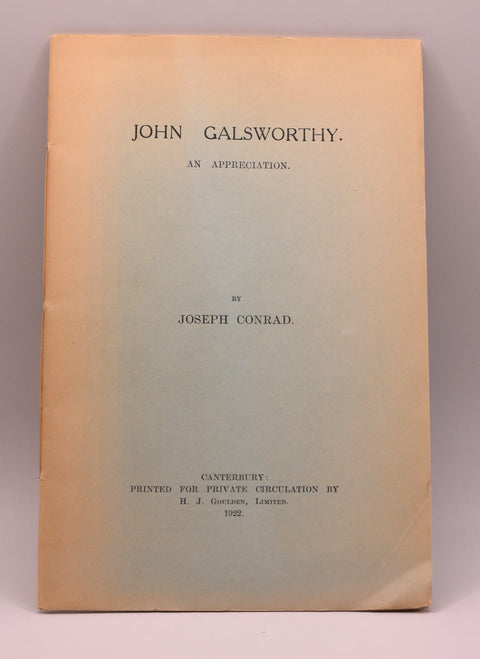 JOHN GALSWORTHY.
AN APPRECIATION.
BY
JOSEPH CONRAD.
CANTERBURY:
PRINTED FOR PRIVATE CIRCULATION BY
H. J. GOULDEN, LIMITED.
1922.